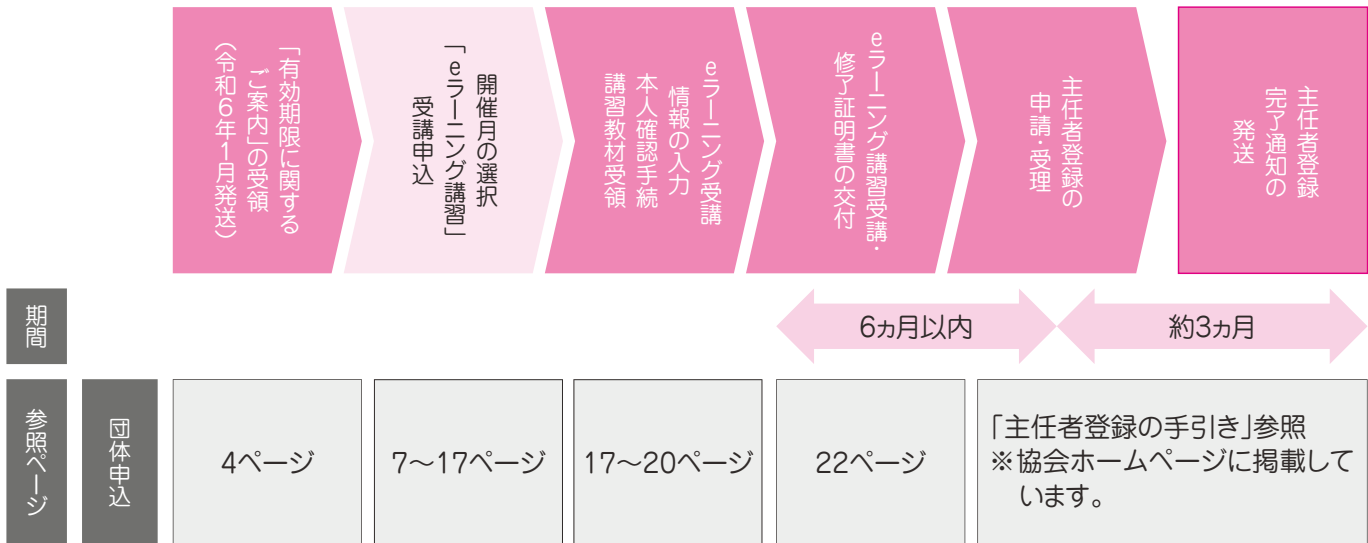 「有効期限に関する
ご案内」の受領
（令和6年1月発送）
開催月の選択
「eラーニング講習」
受講申込
eラーニング受講
情報の入力
本人確認手続
講習教材受領
eラーニング講習受講・
修了証明書の交付
主任者登録の
申請・受理
主任者登録
完了通知の
発送
期間
6ヵ月以内
約3ヵ月
参照ページ
団体申込
4ページ
7～17ページ
17～20ページ
22ページ
「主任者登録の手引き」参照
※協会ホームページに掲載して
います。